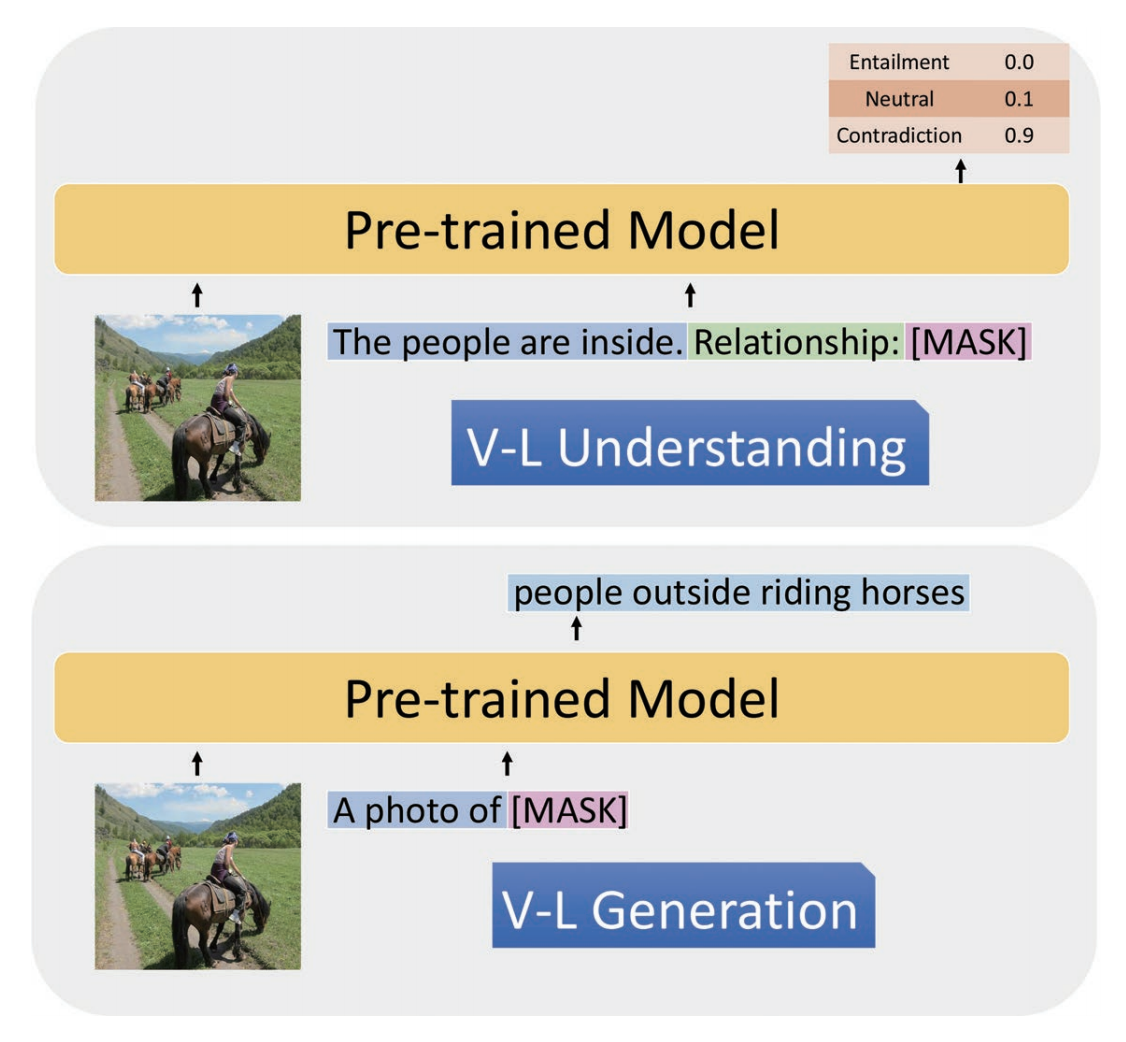 Entailment 0.0
Neutral 0.1
Contradiction 0.9
Pre-trained Model
The people are inside. Relationship: [MASK]
V-L Understanding
people outside riding horses
Pre-trained Model
A photo of [MASK]
V-L Generation